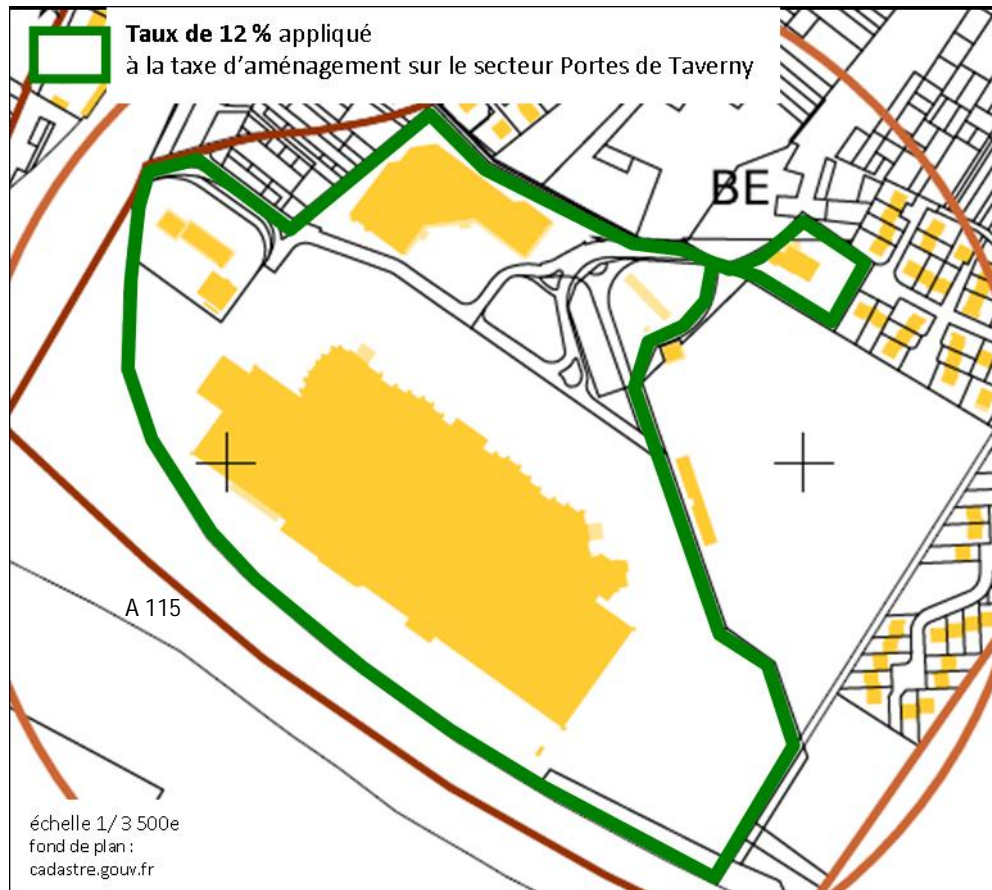 Taux de 12 % appliqué
à la taxe d'aménagement sur le secteur Portes de Taverny
BE
A 115
échelle 1/ 3 500e
fond de plan :
cadastre.gouv.fr